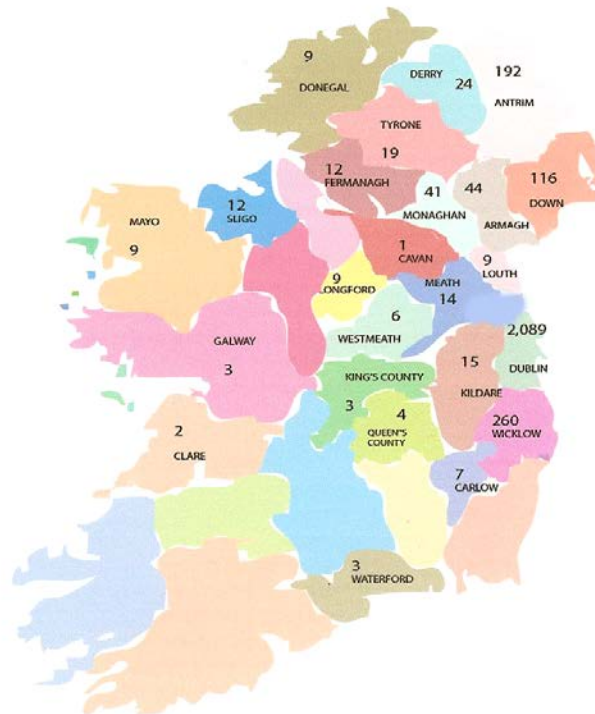 9
DONEGAL
DERRY
24
192
ANTRIM
TYRONE
19
12
FERMANAGH
41
MONAGHAN
44
ARMAGH
116
DOWN
12
SLIGO
MAYO
9
1
CAVAN
9
LOUTH
9
LONGFORD
MEATH
14
6
WESTMEATH
2,089
DUBLIN
GALWAY
3
15
KILDARE
KING'S COUNTY
3
4
QUEEN"S
COUNTY
260
WICKLOW
2
CLARE
7
CARLOW
3
WATERFORD